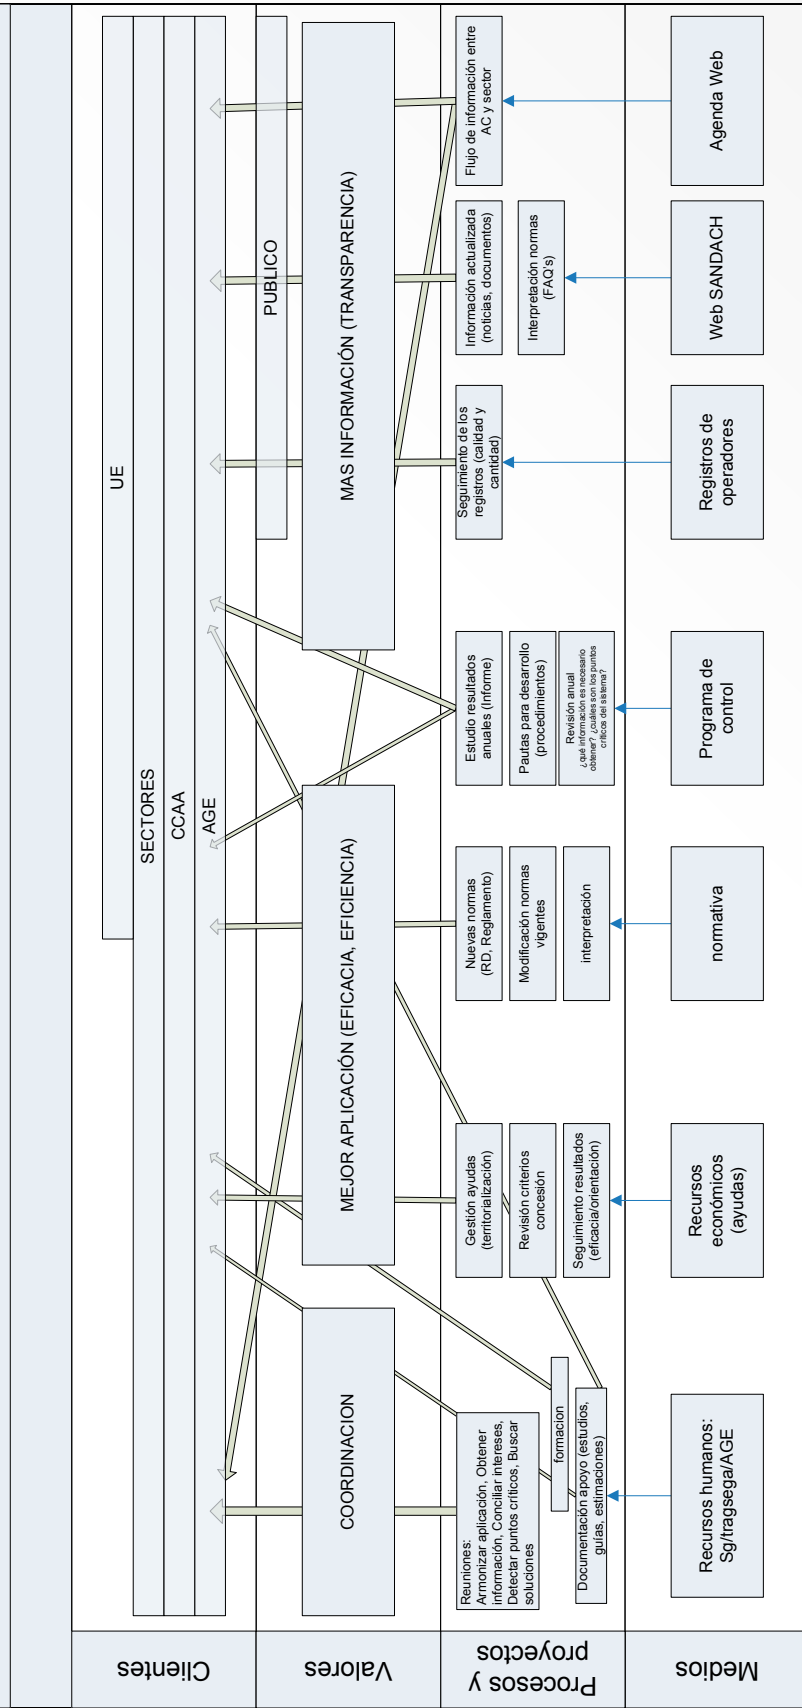 Clientes
UE
SECTORES
CCAA
AGE
PUBLICO
Valores
COORDINACION
MEJOR APLICACIÓN (EFICACIA, EFICIENCIA)
MAS INFORMACIÓN (TRANSPARENCIA)
Procesos y
proyectos
Reuniones:
Armonizar aplicación, Obtener
información, Conciliar intereses,
Detectar puntos críticos, Buscar
soluciones
formacion
Documentación apoyo (estudios,
guías, estimaciones)
Gestión ayudas
(territorialización)
Revisión criterios
concesión
Seguimiento resultados
(eficacia/orientación)
Nuevas normas
(RD, Reglamento)
Modificación normas
vigentes
interpretación
Estudio resultados
anuales (Informe)
Pautas para desarrollo
(procedimientos)
Revisión anual
¿qué información es necesario
obtener? ¿cuáles son los puntos
críticos del sistema?
Seguimiento de los
registros (calidad y
cantidad)
Información actualizada
(noticias, documentos)
Interpretación normas
(FAQ's)
Flujo de información entre
AC y sector
Medios
Recursos humanos:
Sg/tragsega/AGE
Recursos
económicos
(ayudas)
normativa
Programa de
control
Registros de
operadores
Web SANDACH
Agenda Web